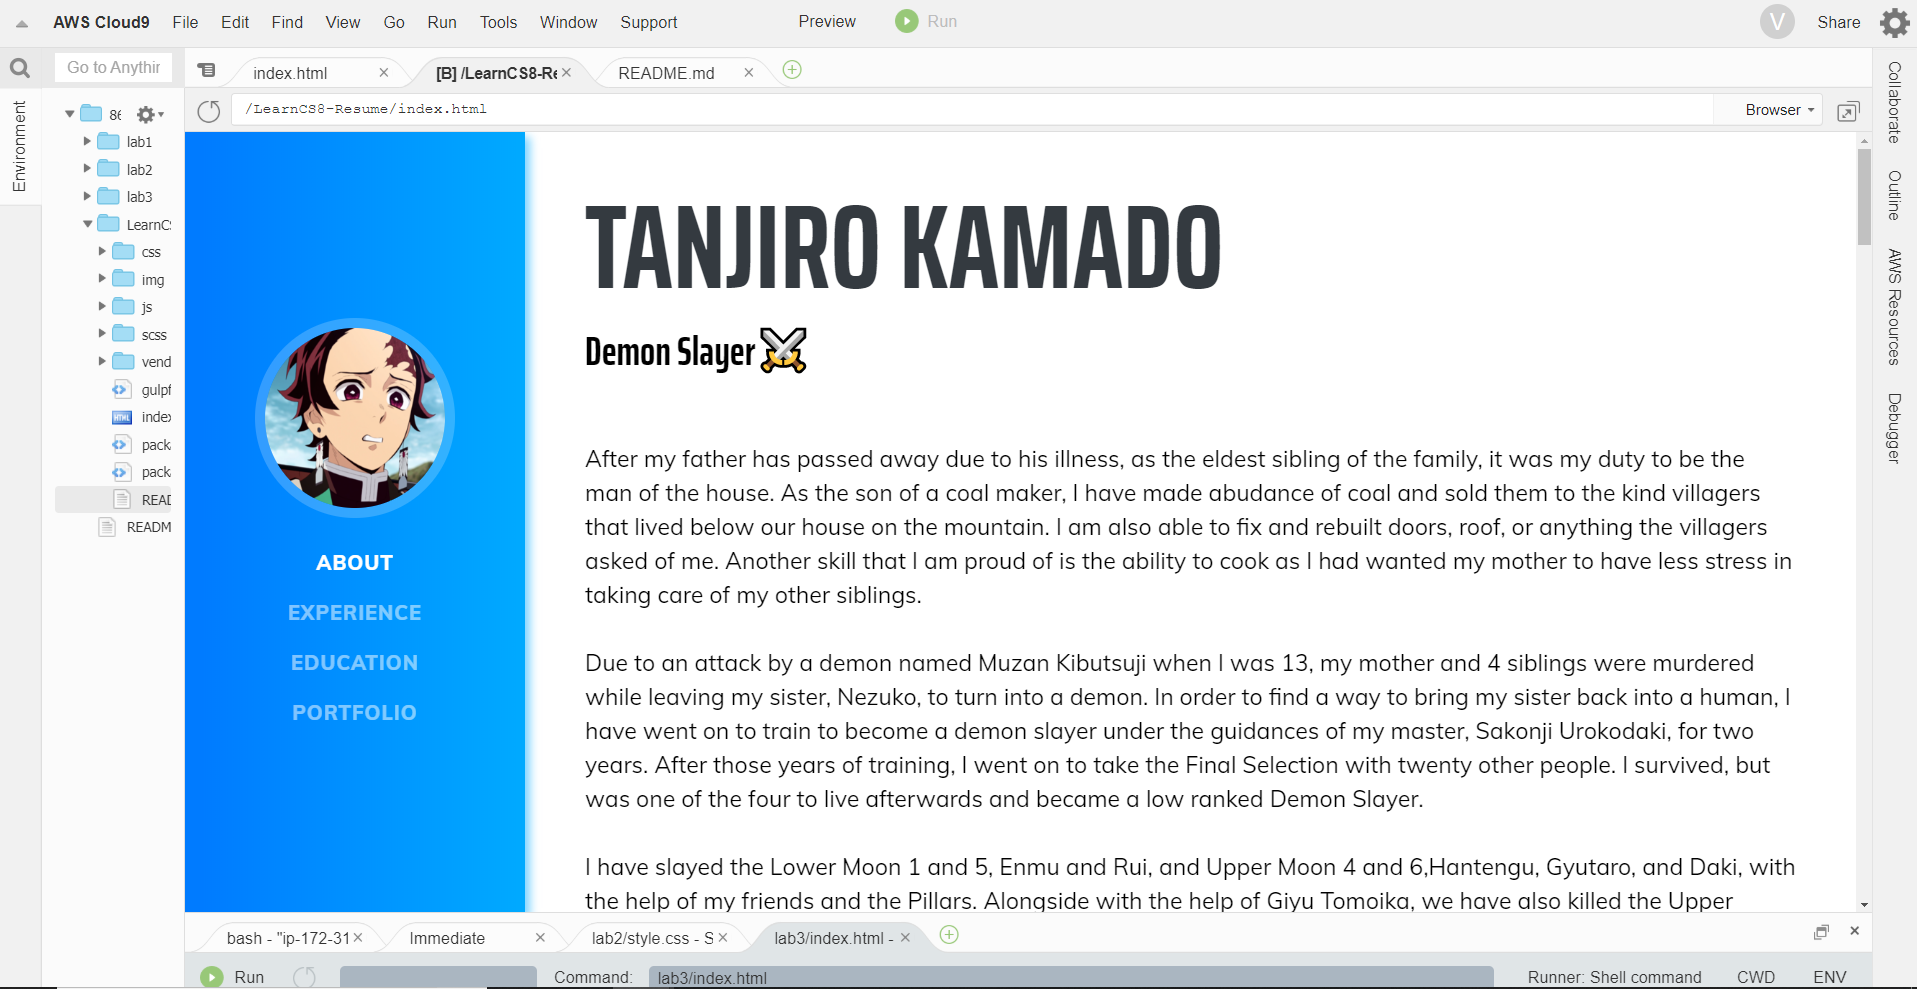 AWS Cloud9 File Edit Find View Go Run Tools Window Support Preview Run V Share
Go to Anythir
index.html
[B] /LearnCS8-Re
README.md
/LearnCS8-Resume/index.html
Browser
Environment
86
lab1
lab2
lab3
LearnCS
css
img
js
scss
vend
gulpf
index
packa
packa
READ
READM
ABOUT
EXPERIENCE
EDUCATION
PORTFOLIO
TANJIRO KAMADO
Demon Slayer
After my father has passed away due to his illness, as the eldest sibling of the family, it was my duty to be the
man of the house. As the son of a coal maker, I have made abudance of coal and sold them to the kind villagers
that lived below our house on the mountain. I am also able to fix and rebuilt doors, roof, or anything the villagers
asked of me. Another skill that I am proud of is the ability to cook as I had wanted my mother to have less stress in
taking care of my other siblings.
Due to an attack by a demon named Muzan Kibutsuji when I was 13, my mother and 4 siblings were murdered
while leaving my sister, Nezuko, to turn into a demon. In order to find a way to bring my sister back into a human, I
have went on to train to become a demon slayer under the guidances of my master, Sakonji Urokodaki, for two
years. After those years of training, I went on to take the Final Selection with twenty other people. I survived, but
was one of the four to live afterwards and became a low ranked Demon Slayer.
I have slayed the Lower Moon 1 and 5, Enmu and Rui, and Upper Moon 4 and 6,Hantengu, Gyutaro, and Daki, with
the help of my friends and the Pillars. Alongside with the help of Giyu Tomoika, we have also killed the Upper
Collaborate
Outline
AWS Resources
Debugger
bash - "ip-172-31
Immediate
lab2/style.css - S
lab3/index.html -
Run
Command:
lab3/index.html
Runner: Shell command
CWD
ENV